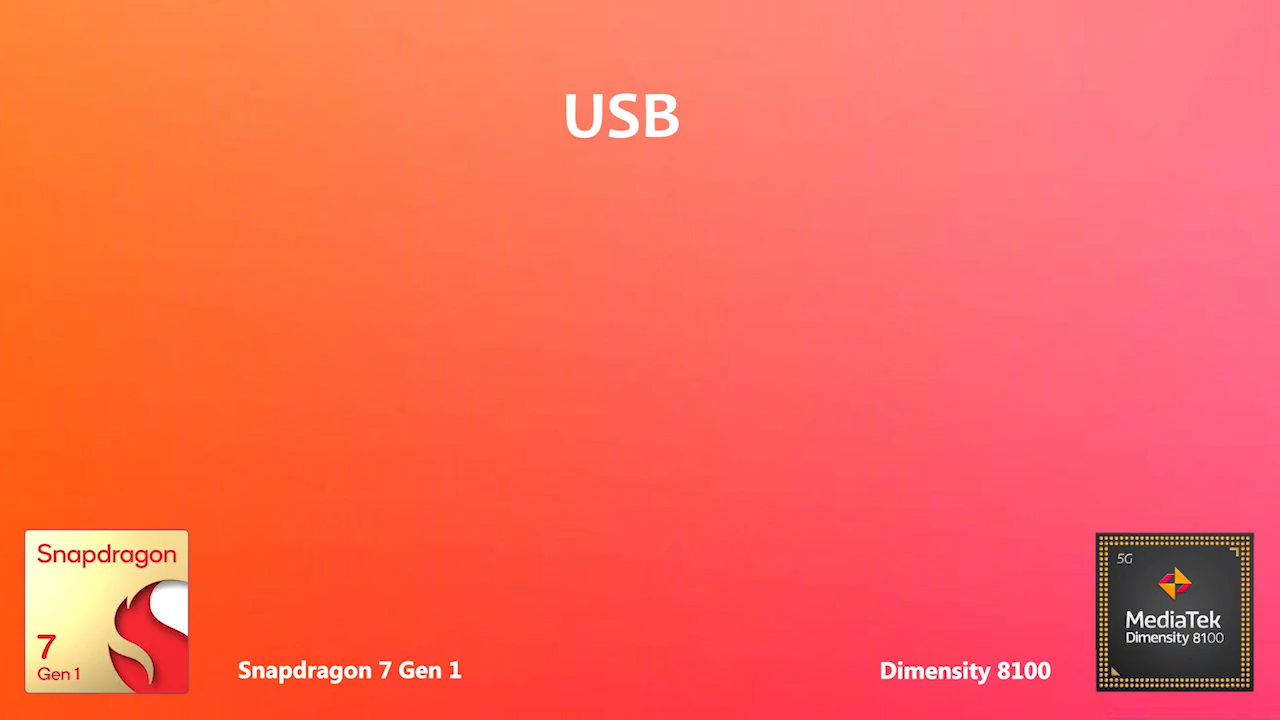 USB
Snapdragon
7
Gen 1
Snapdragon 7 Gen 1
Dimensity 8100
5G
MediaTek
Dimensity 8100